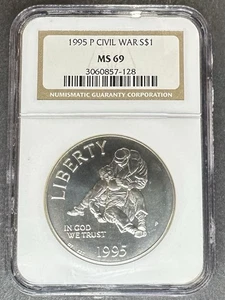 1995 P CIVIL WAR S$1
MS 69
3060857-128
NUMISMATIC GUARANTY CORPORATION
LIBERTY
IN GOD
WE TRUST
P
1995